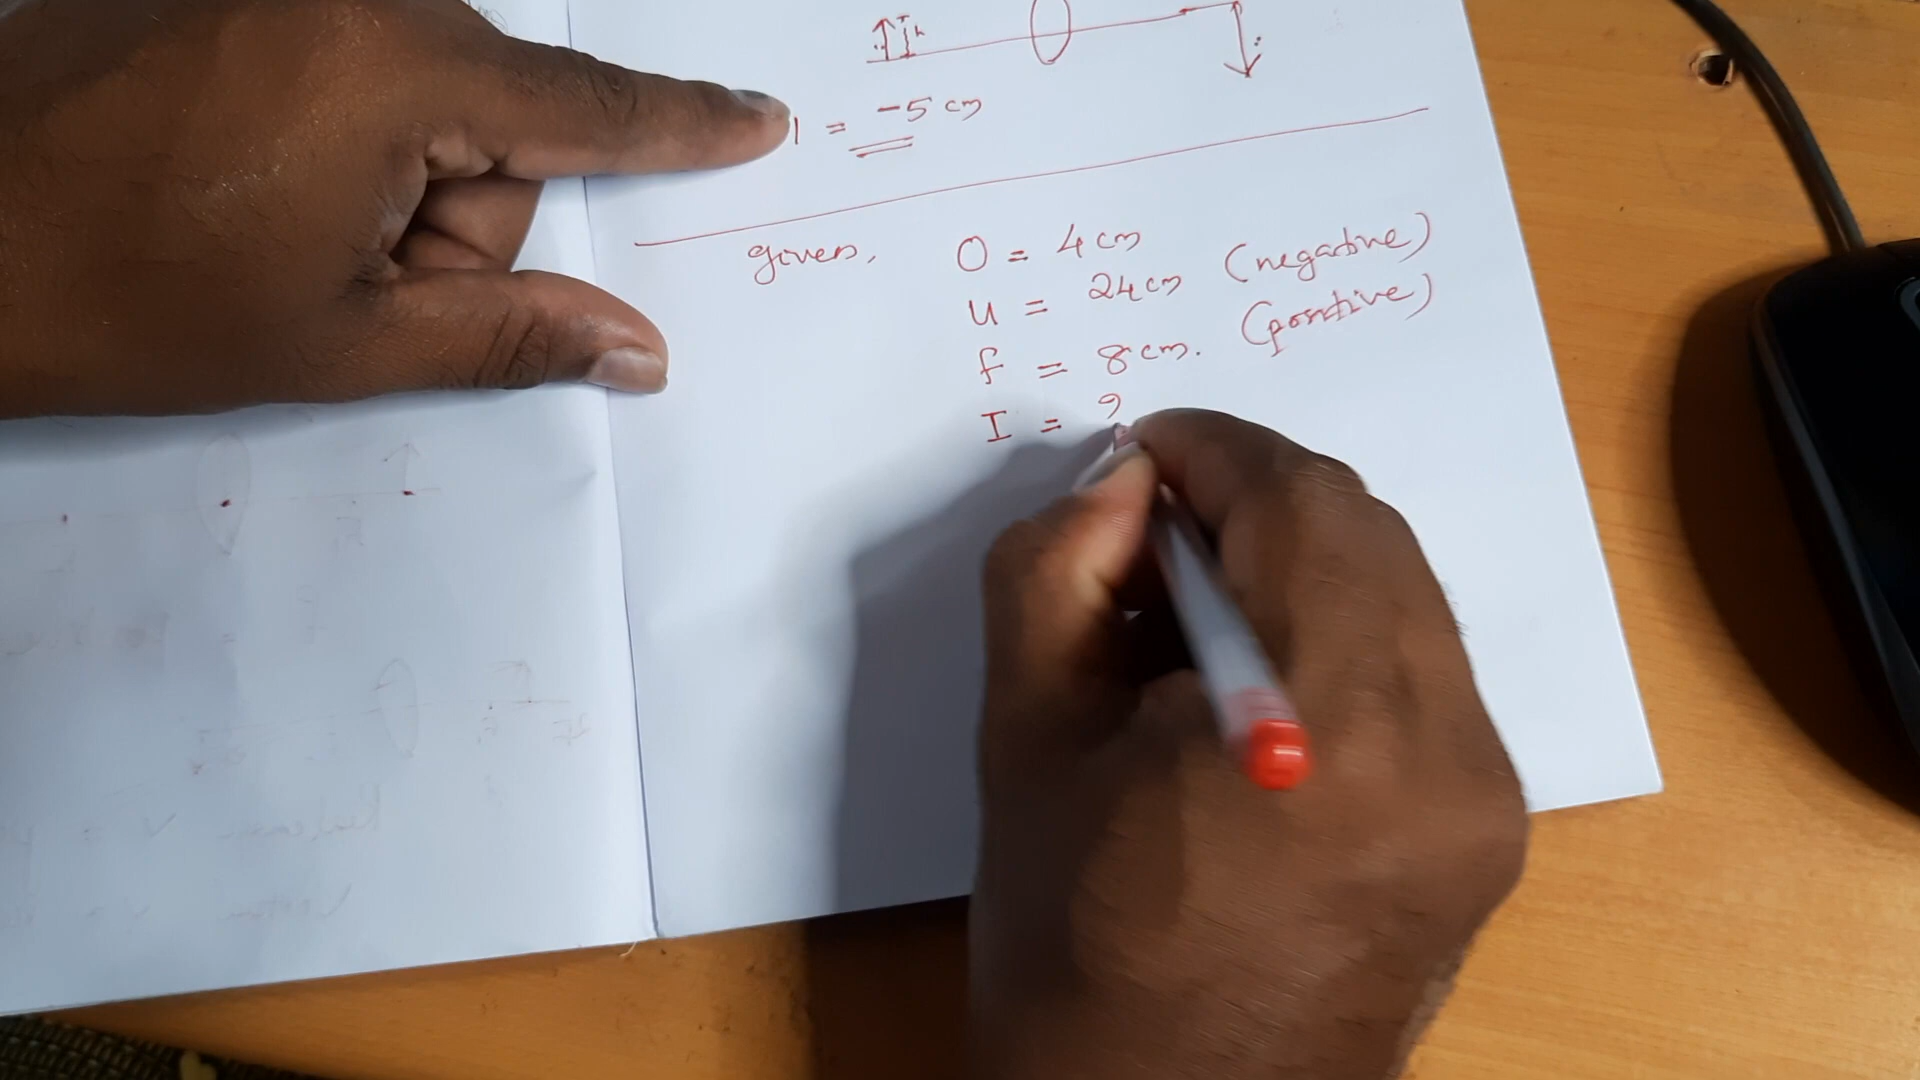 h
I = -5 cm
given, O = 4 cm
u = 24 cm (negative)
f = 8 cm. (positive)
I = ?